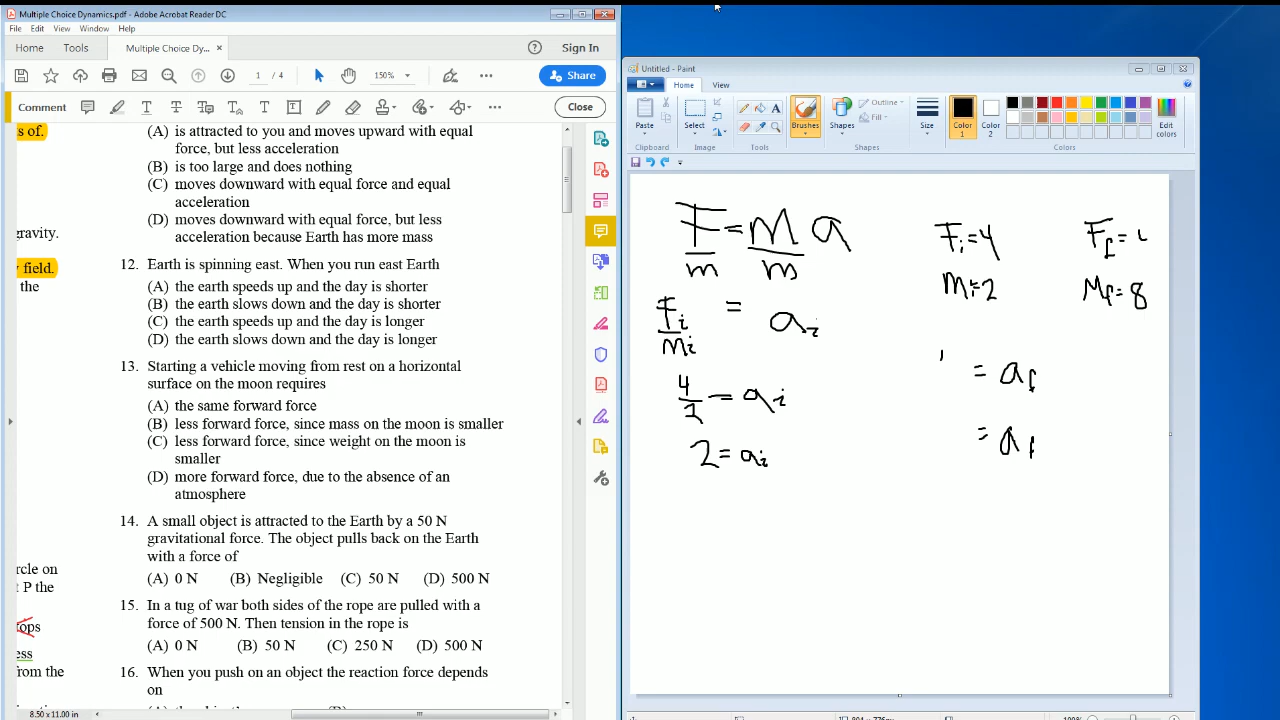 Multiple Choice Dynamics.pdf - Adobe Acrobat Reader DC
File Edit View Window Help
Home Tools Multiple Choice Dy... × Sign In
1 / 4 150% Share
Comment Close
s of.
gravity.
field.
the
rcle on
t P the
tops
ess
from the
(A) is attracted to you and moves upward with equal
force, but less acceleration
(B) is too large and does nothing
(C) moves downward with equal force and equal
acceleration
(D) moves downward with equal force, but less
acceleration because Earth has more mass
12. Earth is spinning east. When you run east Earth
(A) the earth speeds up and the day is shorter
(B) the earth slows down and the day is shorter
(C) the earth speeds up and the day is longer
(D) the earth slows down and the day is longer
13. Starting a vehicle moving from rest on a horizontal
surface on the moon requires
(A) the same forward force
(B) less forward force, since mass on the moon is smaller
(C) less forward force, since weight on the moon is
smaller
(D) more forward force, due to the absence of an
atmosphere
14. A small object is attracted to the Earth by a 50 N
gravitational force. The object pulls back on the Earth
with a force of
(A) 0 N (B) Negligible (C) 50 N (D) 500 N
15. In a tug of war both sides of the rope are pulled with a
force of 500 N. Then tension in the rope is
(A) 0 N (B) 50 N (C) 250 N (D) 500 N
16. When you push on an object the reaction force depends
on
8.50 x 11.00 in
Untitled - Paint
Home View
Paste Select Brushes Shapes Outline Fill Size Color 1 Color 2 Edit colors
Clipboard Image Tools Shapes Colors
F = m a
m m
Fi = ai
mi
4/2 = ai
2 = ai
Fi = 4
mi = 2
Ff =
Mf = 8
= af
= af